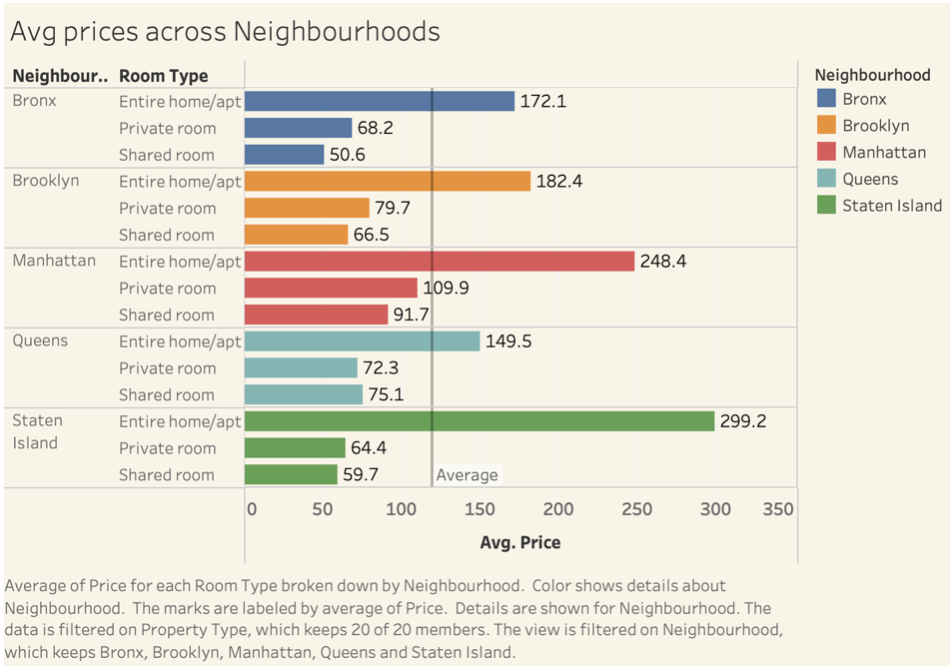 Avg prices across Neighbourhoods
Neighbour.. Room Type
Bronx Entire home/apt 172.1
Private room 68.2
Shared room 50.6
Brooklyn Entire home/apt 182.4
Private room 79.7
Shared room 66.5
Manhattan Entire home/apt 248.4
Private room 109.9
Shared room 91.7
Queens Entire home/apt 149.5
Private room 72.3
Shared room 75.1
Staten Island Entire home/apt 299.2
Private room 64.4
Shared room 59.7
Average
0 50 100 150 200 250 300 350
Avg. Price
Neighbourhood
Bronx
Brooklyn
Manhattan
Queens
Staten Island
Average of Price for each Room Type broken down by Neighbourhood.  Color shows details about
Neighbourhood.  The marks are labeled by average of Price.  Details are shown for Neighbourhood. The
data is filtered on Property Type, which keeps 20 of 20 members. The view is filtered on Neighbourhood,
which keeps Bronx, Brooklyn, Manhattan, Queens and Staten Island.